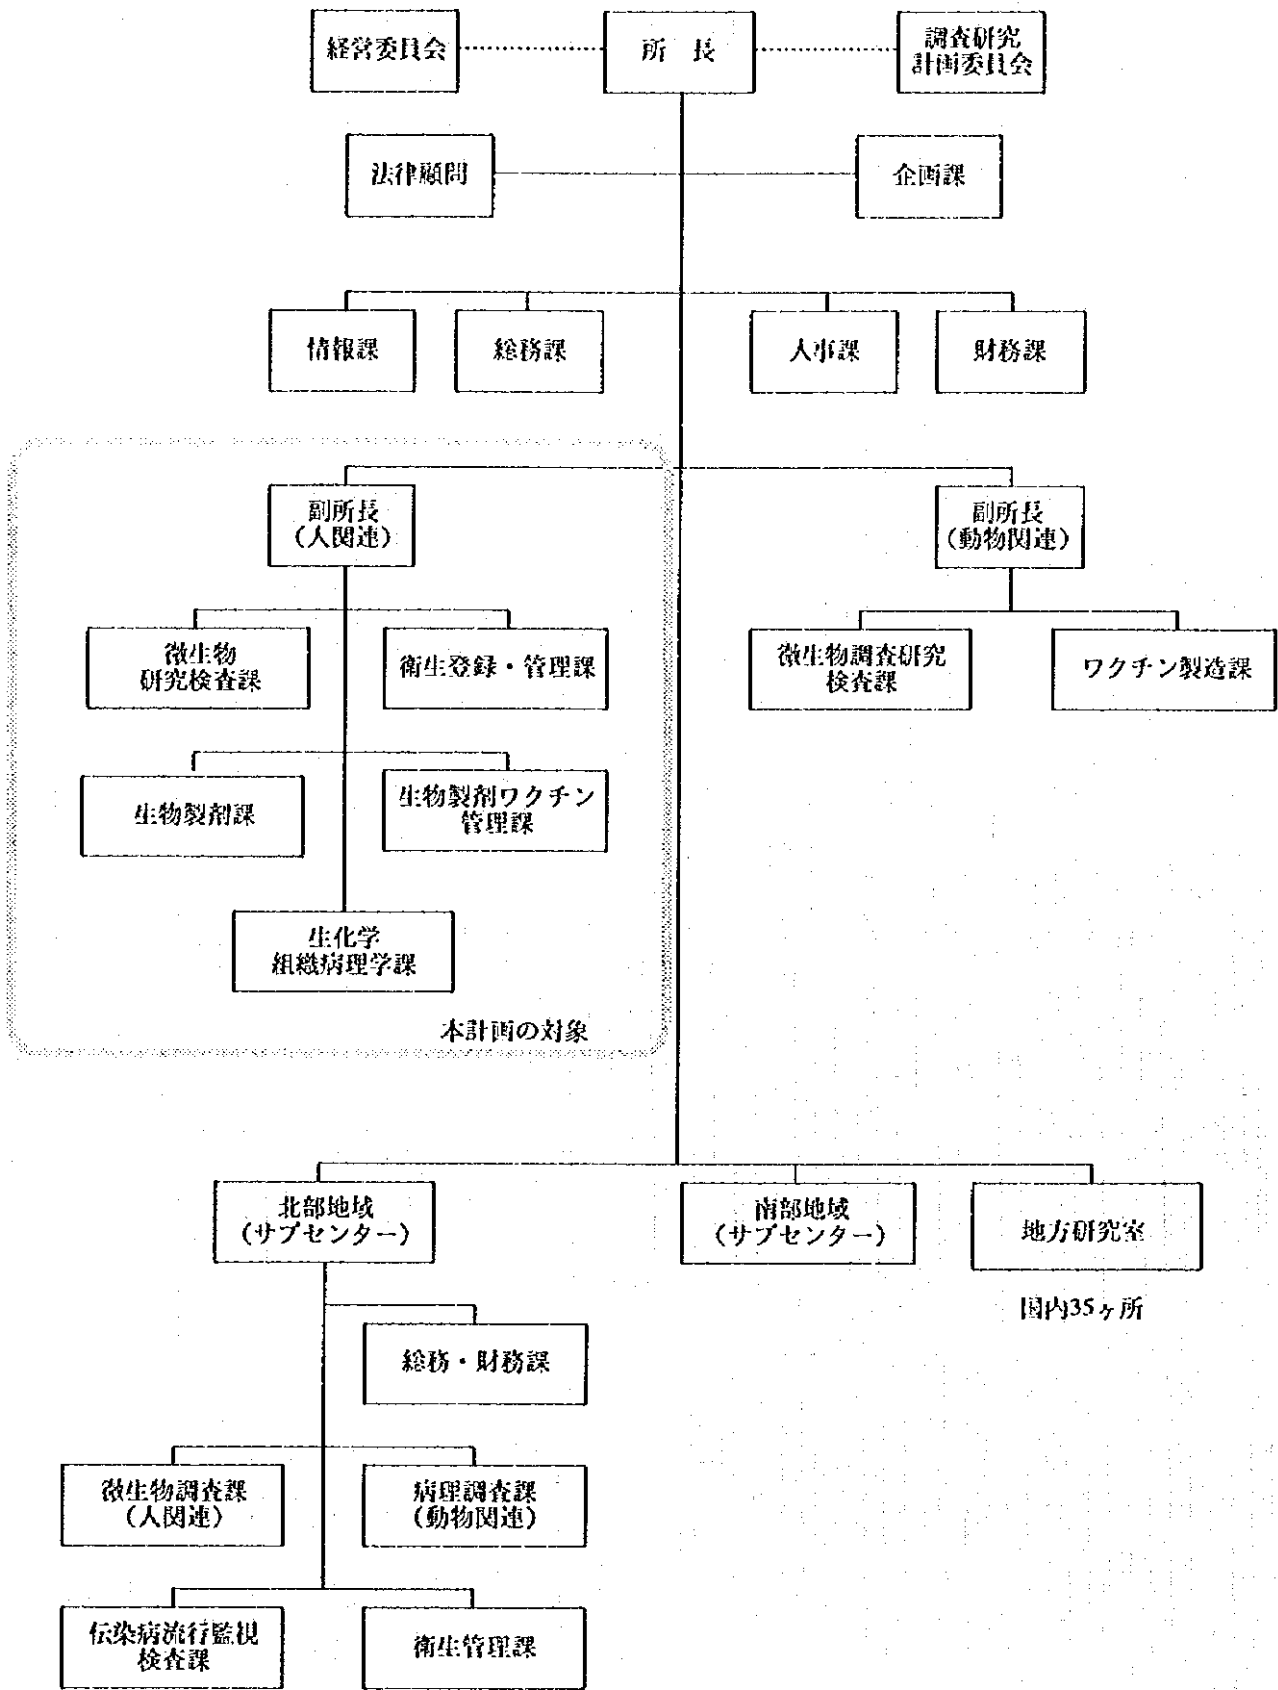 経営委員会
所 長
調査研究
計画委員会
法律顧問
企画課
情報課
総務課
人事課
財務課
副所長
（人関連）
副所長
（動物関連）
微生物
研究検査課
衛生登録・管理課
微生物調査研究
検査課
ワクチン製造課
生物製剤課
生物製剤ワクチン
管理課
生化学
組織病理学課
本計画の対象
北部地域
（サブセンター）
南部地域
（サブセンター）
地方研究室
国内35ヶ所
総務・財務課
微生物調査課
（人関連）
病理調査課
（動物関連）
伝染病流行監視
検査課
衛生管理課